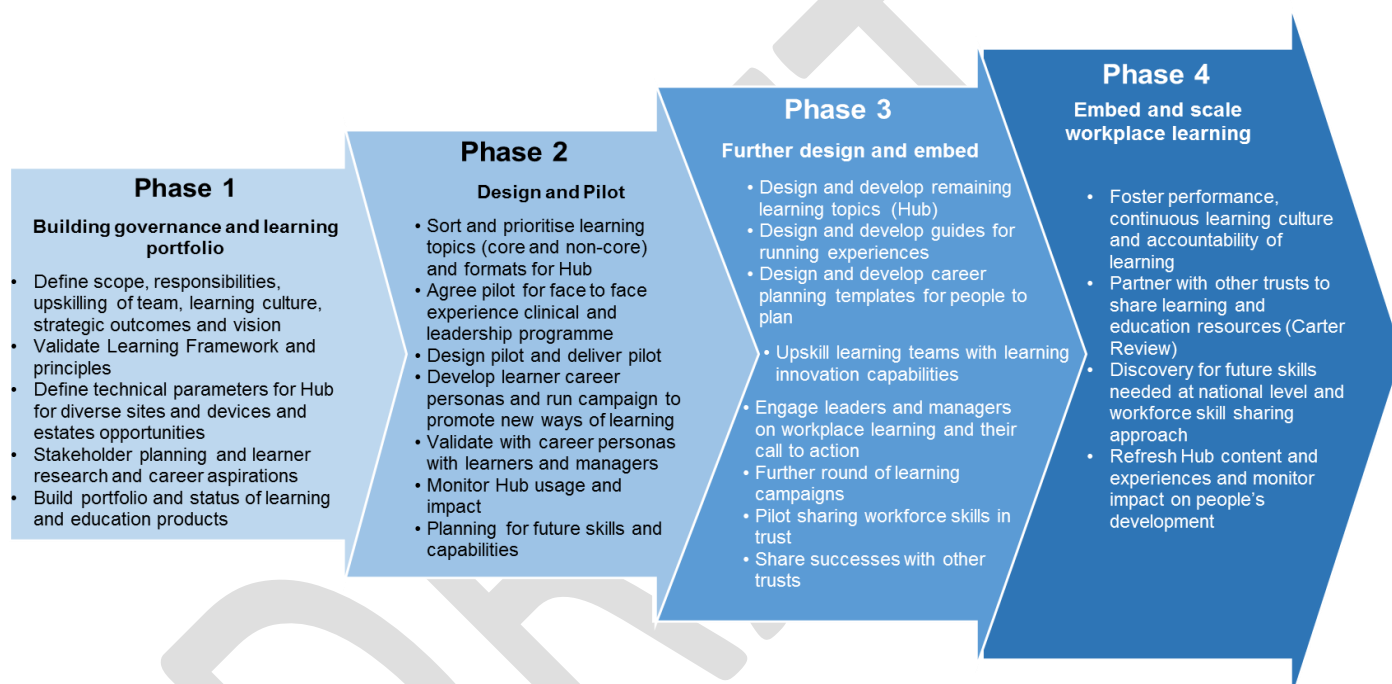 Phase 1
Building governance and learning
portfolio
• Define scope, responsibilities,
upskilling of team, learning culture,
strategic outcomes and vision
• Validate Learning Framework and
principles
• Define technical parameters for Hub
for diverse sites and devices and
estates opportunities
• Stakeholder planning and learner
research and career aspirations
• Build portfolio and status of learning
and education products
Phase 2
Design and Pilot
• Sort and prioritise learning
topics (core and non-core)
and formats for Hub
• Agree pilot for face to face
experience clinical and
leadership programme
• Design pilot and deliver pilot
• Develop learner career
personas and run campaign to
promote new ways of learning
• Validate with career personas
with learners and managers
• Monitor Hub usage and
impact
• Planning for future skills and
capabilities
Phase 3
Further design and embed
• Design and develop remaining
learning topics (Hub)
• Design and develop guides for
running experiences
• Design and develop career
planning templates for people to
plan
• Upskill learning teams with learning
innovation capabilities
• Engage leaders and managers
on workplace learning and their
call to action
• Further round of learning
campaigns
• Pilot sharing workforce skills in
trust
• Share successes with other
trusts
Phase 4
Embed and scale
workplace learning
• Foster performance,
continuous learning culture
and accountability of
learning
• Partner with other trusts to
share learning and
education resources (Carter
Review)
• Discovery for future skills
needed at national level and
workforce skill sharing
approach
• Refresh Hub content and
experiences and monitor
impact on people's
development